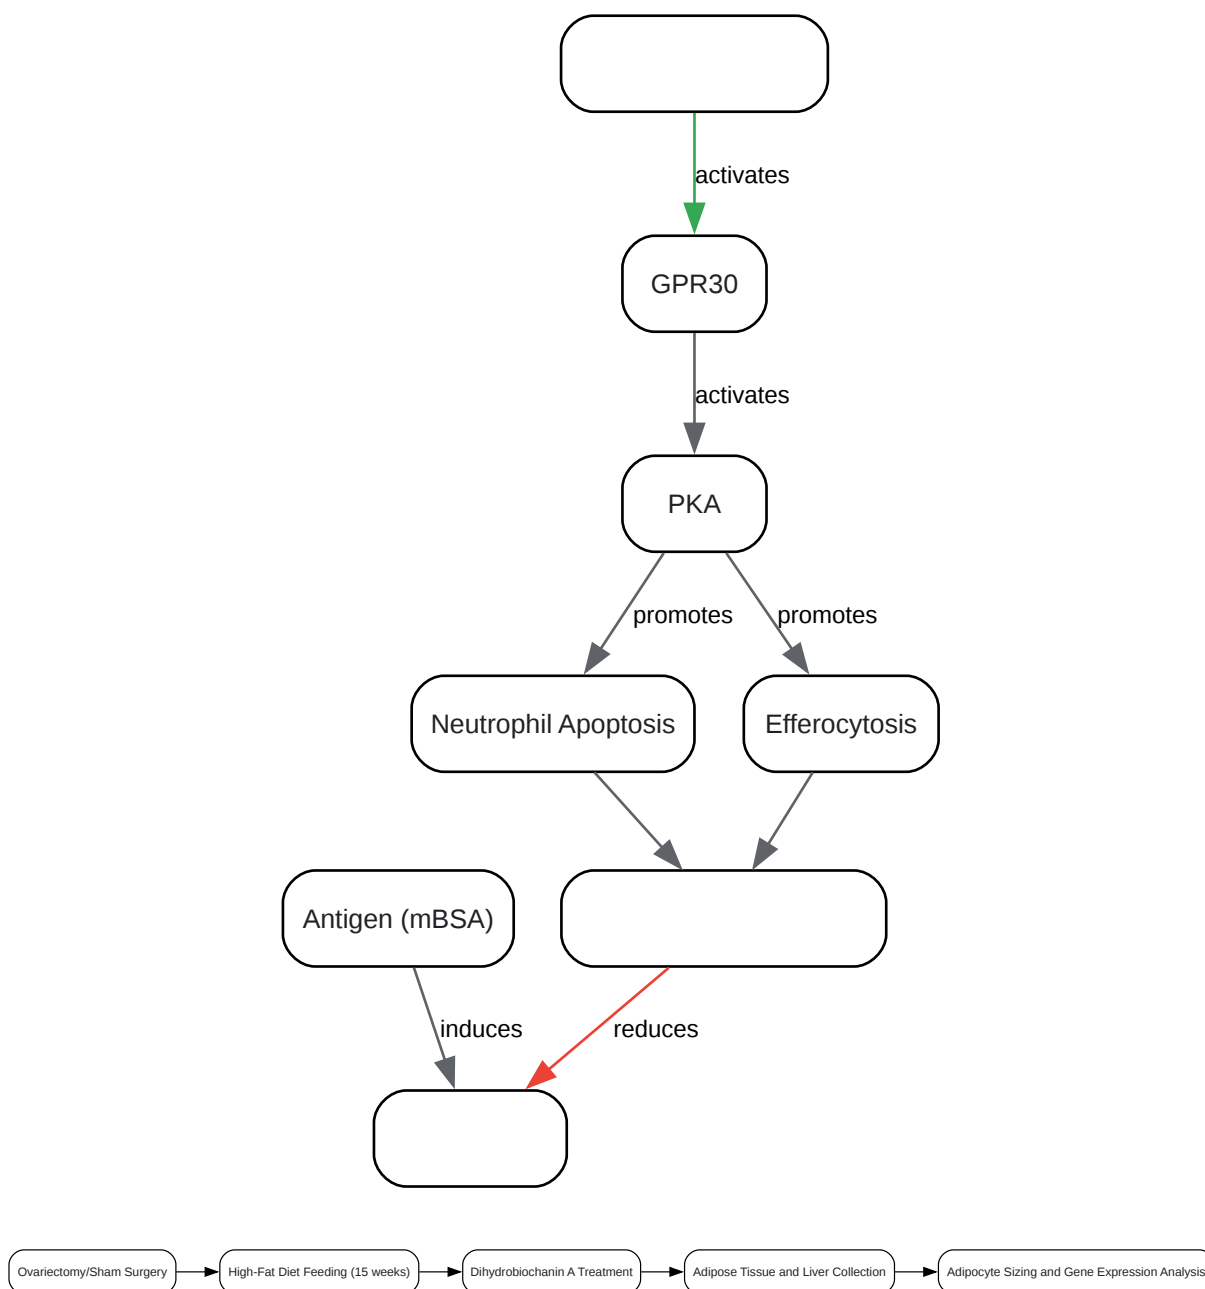 activates
GPR30
activates
PKA
promotes
promotes
Neutrophil Apoptosis
Efferocytosis
Antigen (mBSA)
induces
reduces
Ovariectomy/Sham Surgery
High-Fat Diet Feeding (15 weeks)
Dihydrobiochanin A Treatment
Adipose Tissue and Liver Collection
Adipocyte Sizing and Gene Expression Analysis